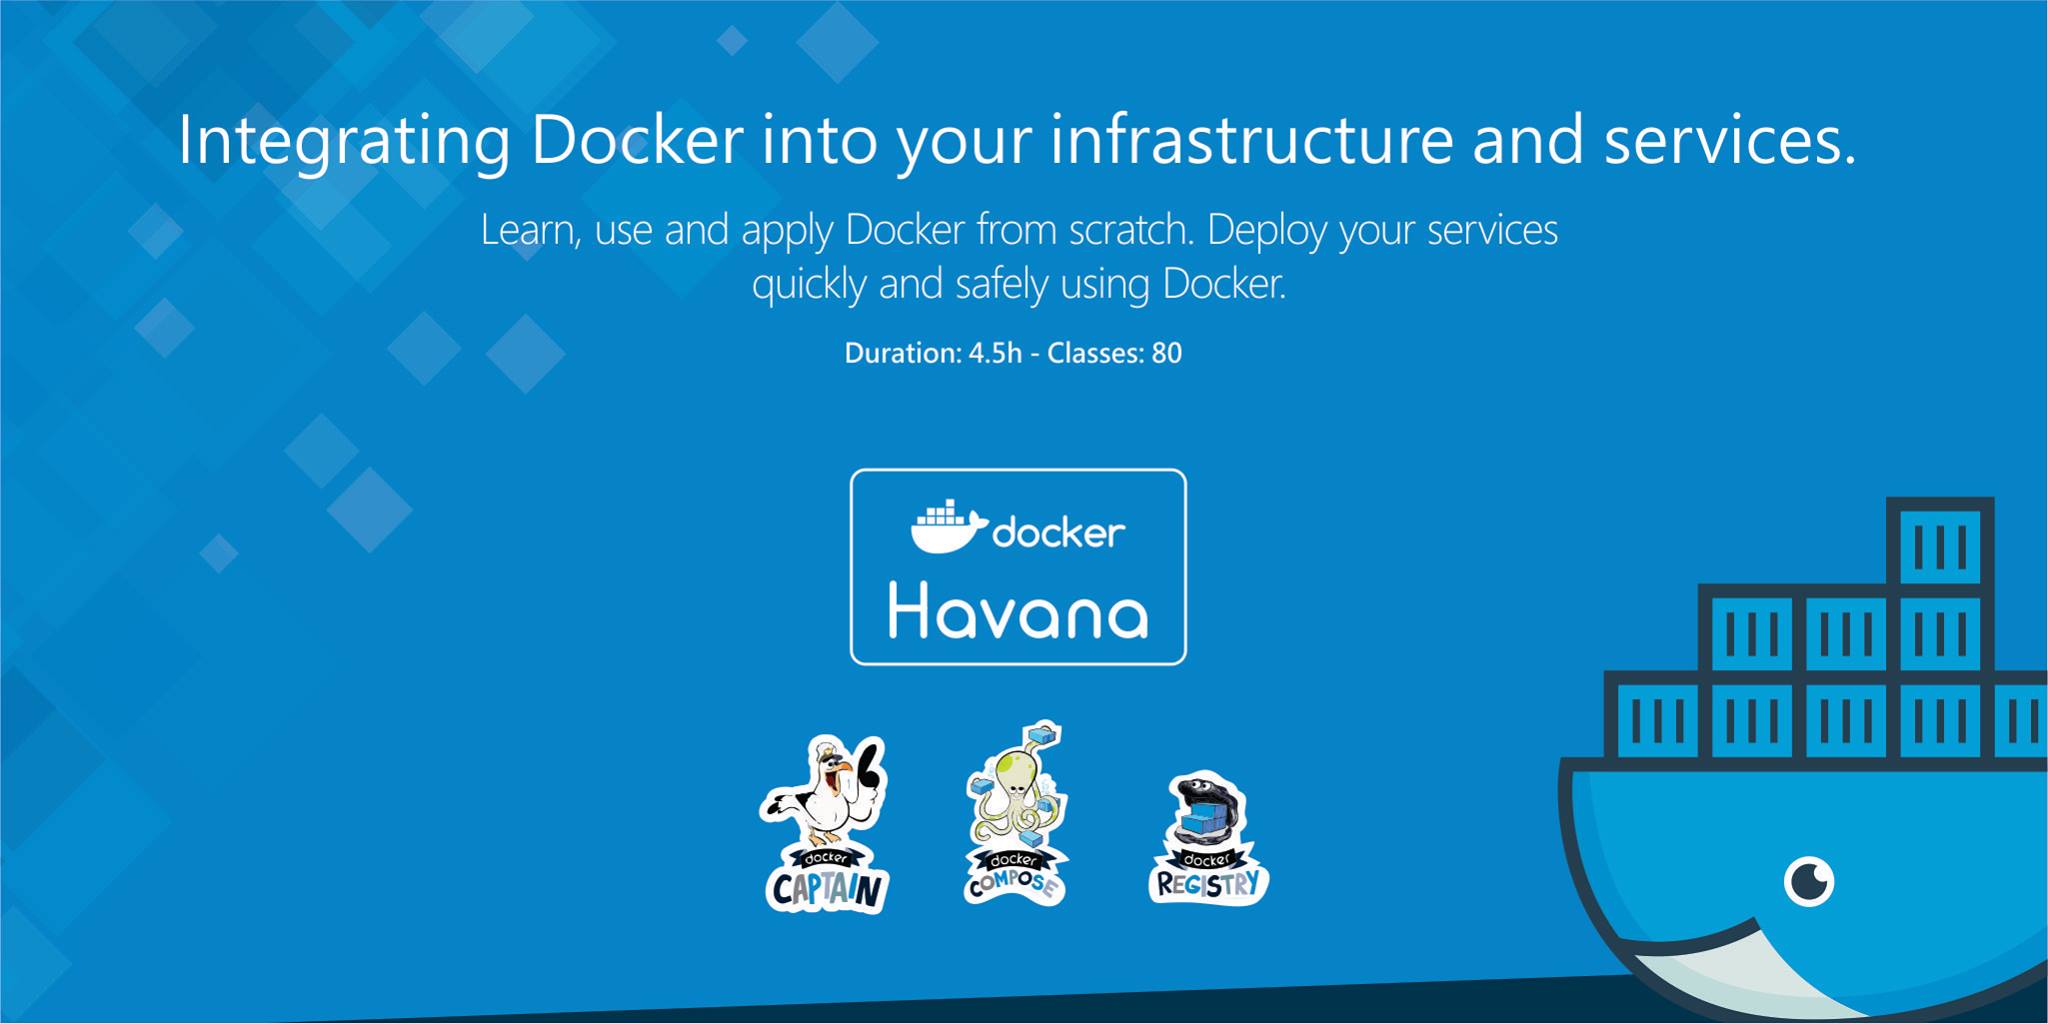 Integrating Docker into your infrastructure and services.
Learn, use and apply Docker from scratch. Deploy your services
quickly and safely using Docker.
Duration: 4.5h - Classes: 80
docker
Havana
docker
CAPTAIN
docker
COMPOSE
docker
REGISTRY